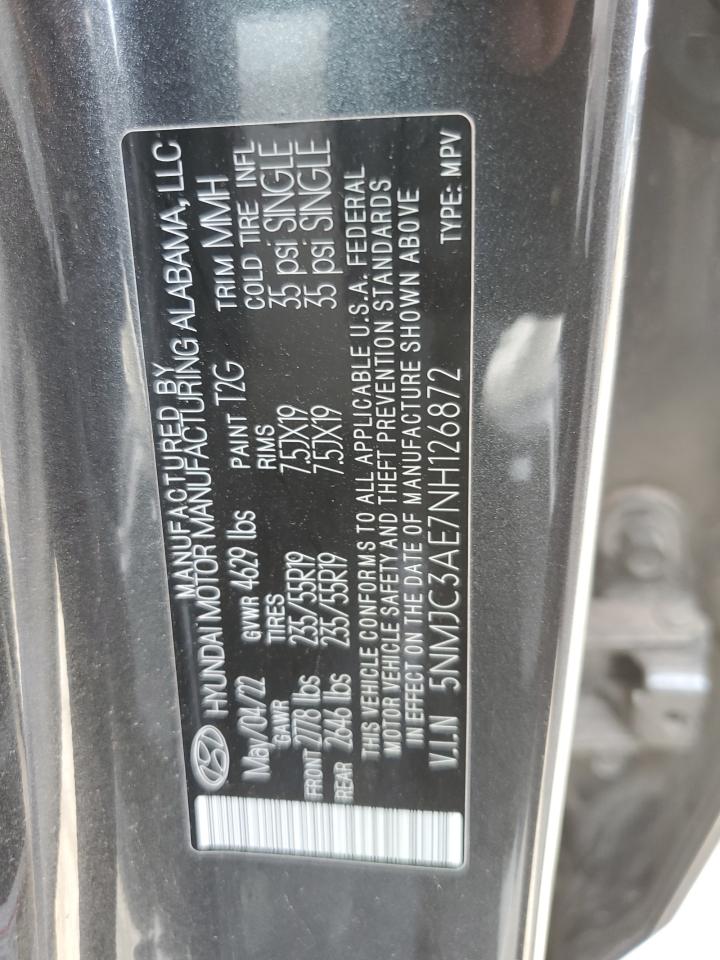 MANUFACTURED BY
HYUNDAI MOTOR MANUFACTURING ALABAMA, LLC
May/04/22 GVWR 4629 lbs PAINT T2G TRIM MMH
GAWR TIRES RIMS COLD TIRE INFL
FRONT 2778 lbs 235/55R19 7.5JX19 35 psi SINGLE
REAR 2646 lbs 235/55R19 7.5JX19 35 psi SINGLE
THIS VEHICLE CONFORMS TO ALL APPLICABLE U.S.A. FEDERAL
MOTOR VEHICLE SAFETY AND THEFT PREVENTION STANDARDS
IN EFFECT ON THE DATE OF MANUFACTURE SHOWN ABOVE
V.I.N 5NMJC3AE7NH126872 TYPE: MPV